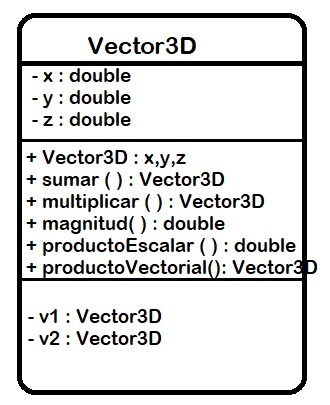 Vector3D
- x : double
- y : double
- z : double
+ Vector3D : x,y,z
+ sumar ( ) : Vector3D
+ multiplicar ( ) : Vector3D
+ magnitud( ) : double
+ productoEscalar ( ) : double
+ productoVectorial(): Vector3D
- v1 : Vector3D
- v2 : Vector3D